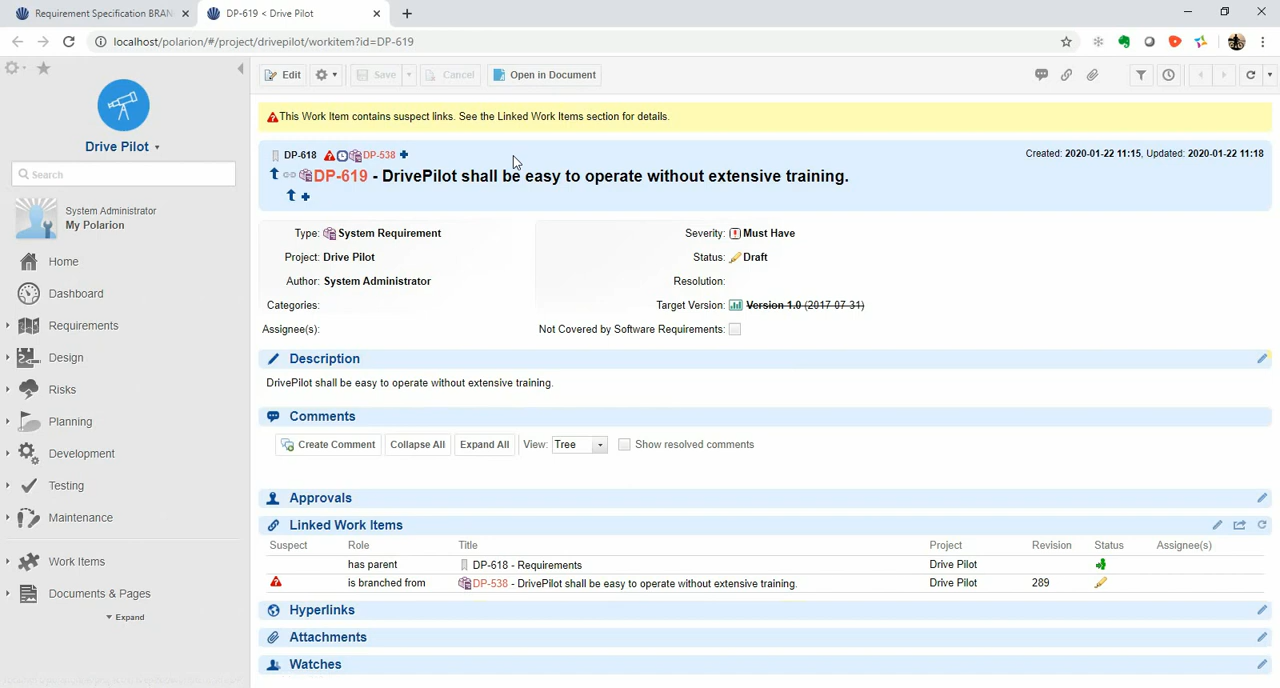 Requirement Specification BRAN
DP-619 < Drive Pilot
localhost/polarion/#/project/drivepilot/workitem?id=DP-619
Edit
Save
Cancel
Open in Document
This Work Item contains suspect links. See the Linked Work Items section for details.
Drive Pilot
Search
System Administrator
My Polarion
Home
Dashboard
Requirements
Design
Risks
Planning
Development
Testing
Maintenance
Work Items
Documents & Pages
Expand
DP-618 DP-538
Created: 2020-01-22 11:15, Updated: 2020-01-22 11:18
DP-619 - DrivePilot shall be easy to operate without extensive training.
Type: System Requirement
Severity: Must Have
Project: Drive Pilot
Status: Draft
Author: System Administrator
Resolution:
Categories:
Target Version: Version 1.0 (2017-07-31)
Assignee(s):
Not Covered by Software Requirements:
Description
DrivePilot shall be easy to operate without extensive training.
Comments
Create Comment Collapse All Expand All View: Tree Show resolved comments
Approvals
Linked Work Items
Suspect Role Title Project Revision Status Assignee(s)
has parent DP-618 - Requirements Drive Pilot
is branched from DP-538 - DrivePilot shall be easy to operate without extensive training. Drive Pilot 289
Hyperlinks
Attachments
Watches